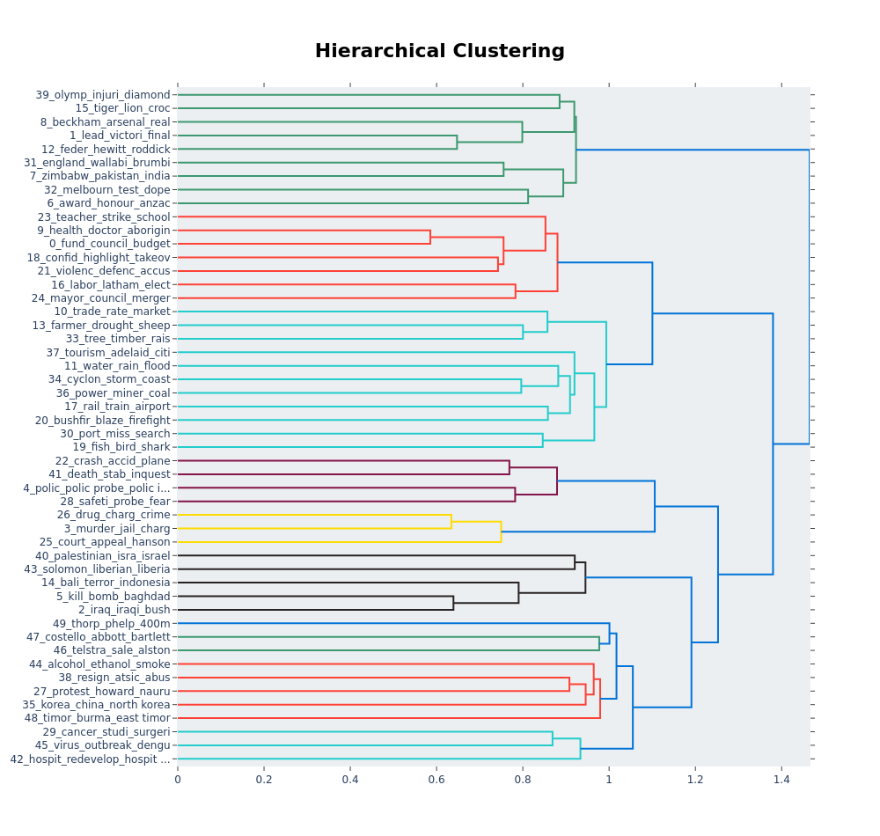 Hierarchical Clustering
39_olymp_injuri_diamond
15_tiger_lion_croc
8_beckham_arsenal_real
1_lead_victori_final
12_feder_hewitt_roddick
31_england_wallabi_brumbi
7_zimbabw_pakistan_india
32_melbourn_test_dope
6_award_honour_anzac
23_teacher_strike_school
9_health_doctor_aborigin
0_fund_council_budget
18_confid_highlight_takeov
21_violenc_defenc_accus
16_labor_latham_elect
24_mayor_council_merger
10_trade_rate_market
13_farmer_drought_sheep
33_tree_timber_rais
37_tourism_adelaid_citi
11_water_rain_flood
34_cyclon_storm_coast
36_power_miner_coal
17_rail_train_airport
20_bushfir_blaze_firefight
30_port_miss_search
19_fish_bird_shark
22_crash_accid_plane
41_death_stab_inquest
4_polic_polic probe_polic i...
28_safeti_probe_fear
26_drug_charg_crime
3_murder_jail_charg
25_court_appeal_hanson
40_palestinian_isra_israel
43_solomon_liberian_liberia
14_bali_terror_indonesia
5_kill_bomb_baghdad
2_iraq_iraqi_bush
49_thorp_phelp_400m
47_costello_abbott_bartlett
46_telstra_sale_alston
44_alcohol_ethanol_smoke
38_resign_atsic_abus
27_protest_howard_nauru
35_korea_china_north korea
48_timor_burma_east timor
29_cancer_studi_surgeri
45_virus_outbreak_dengu
42_hospit_redevelop_hospit ...
0 0.2 0.4 0.6 0.8 1 1.2 1.4